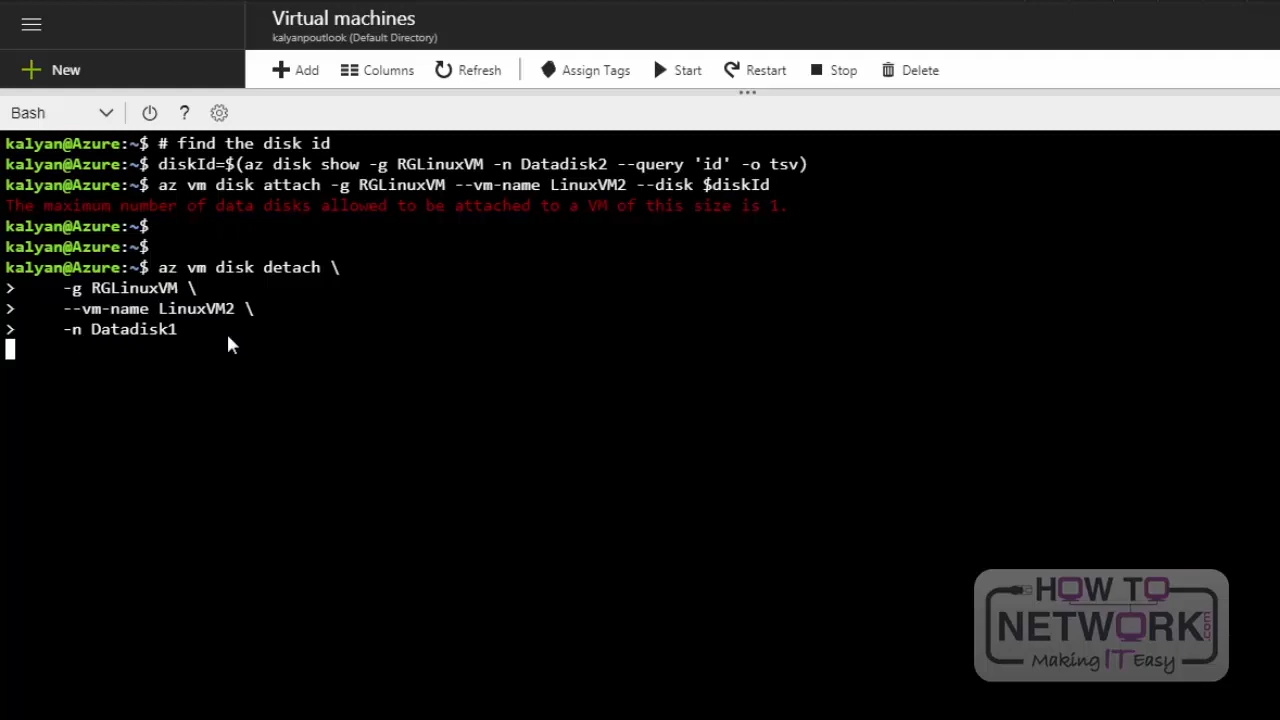 Virtual machines
kalyanpoutlook (Default Directory)
New
Add Columns Refresh Assign Tags Start Restart Stop Delete
Bash ?
kalyan@Azure:~$ # find the disk id
kalyan@Azure:~$ diskId=$(az disk show -g RGLinuxVM -n Datadisk2 --query 'id' -o tsv)
kalyan@Azure:~$ az vm disk attach -g RGLinuxVM --vm-name LinuxVM2 --disk $diskId
The maximum number of data disks allowed to be attached to a VM of this size is 1.
kalyan@Azure:~$
kalyan@Azure:~$
kalyan@Azure:~$ az vm disk detach \
> -g RGLinuxVM \
> --vm-name LinuxVM2 \
> -n Datadisk1
HOW TO
NETWORK.com
Making IT Easy